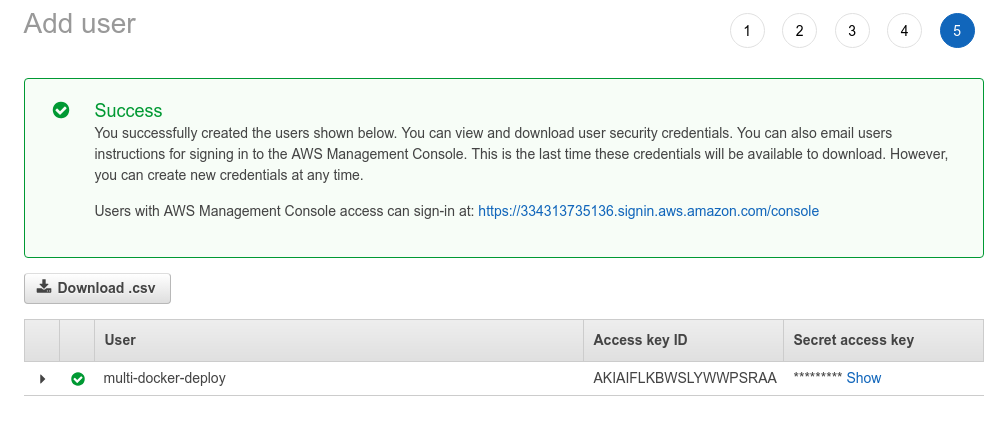 Add user
1 2 3 4 5
Success
You successfully created the users shown below. You can view and download user security credentials. You can also email users
instructions for signing in to the AWS Management Console. This is the last time these credentials will be available to download. However,
you can create new credentials at any time.
Users with AWS Management Console access can sign-in at: https://334313735136.signin.aws.amazon.com/console
Download .csv
User Access key ID Secret access key
multi-docker-deploy AKIAIFLKBWSLYWWPSRAA ********* Show